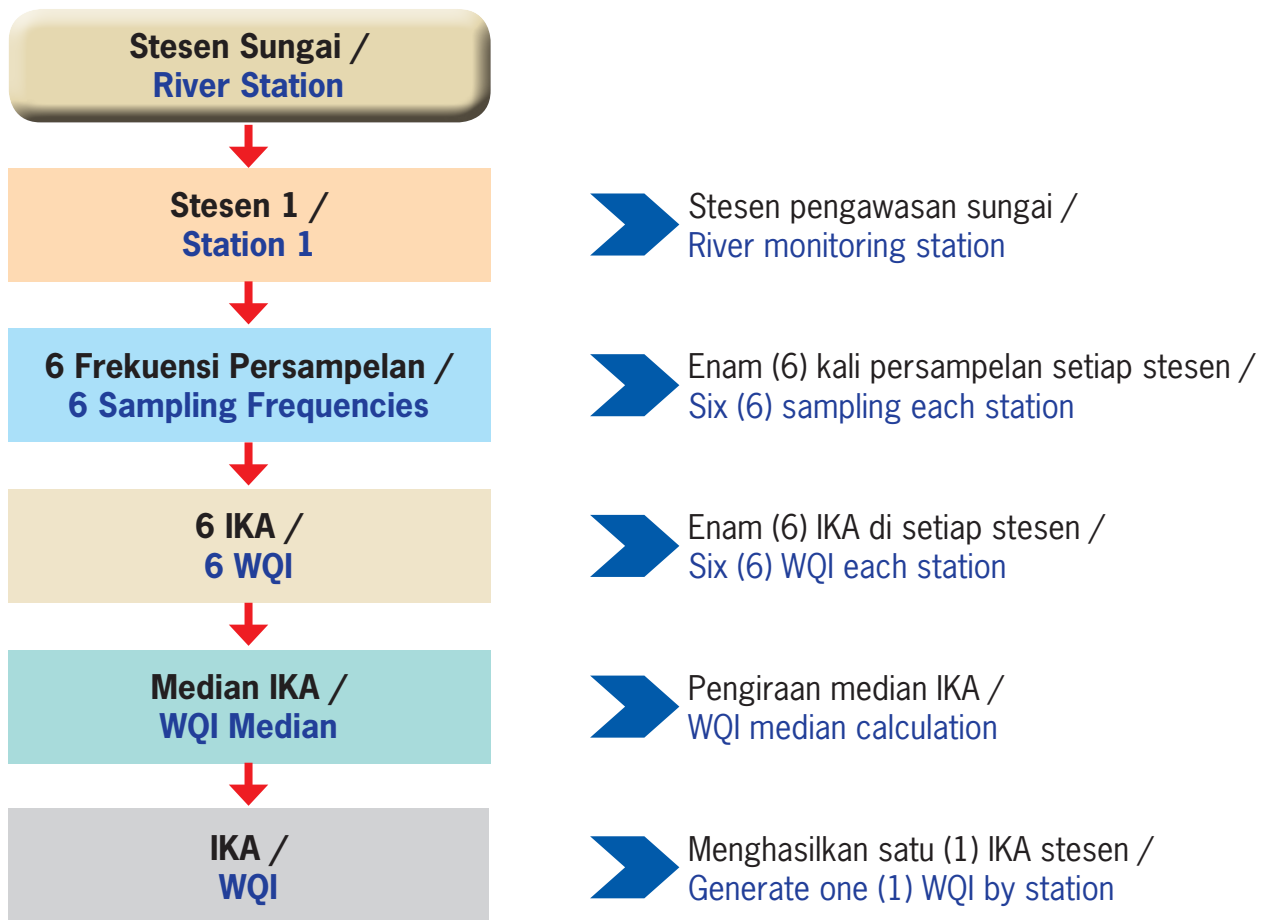 Stesen Sungai /
River Station
Stesen 1 /
Station 1
Stesen pengawasan sungai /
River monitoring station
6 Frekuensi Persampelan /
6 Sampling Frequencies
Enam (6) kali persampelan setiap stesen /
Six (6) sampling each station
6 IKA /
6 WQI
Enam (6) IKA di setiap stesen /
Six (6) WQI each station
Median IKA /
WQI Median
Pengiraan median IKA /
WQI median calculation
IKA /
WQI
Menghasilkan satu (1) IKA stesen /
Generate one (1) WQI by station